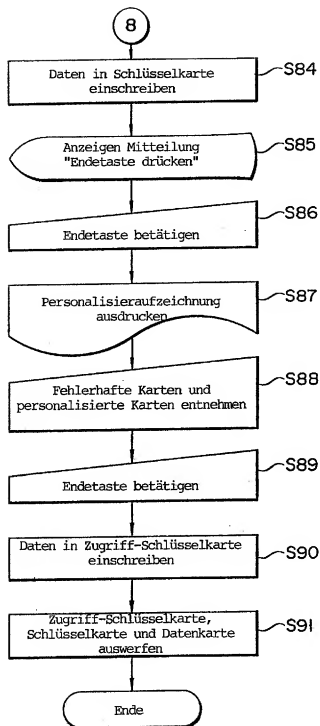 8
Daten in Schlüsselkarte
einschreiben
S84
Anzeigen Mitteilung
"Endetaste drücken"
S85
Endetaste betätigen
S86
Personalisieraufzeichnung
ausdrucken
S87
Fehlerhafte Karten und
personalisierte Karten entnehmen
S88
Endetaste betätigen
S89
Daten in Zugriff-Schlüsselkarte
einschreiben
S90
Zugriff-Schlüsselkarte,
Schlüsselkarte und Datenkarte
auswerfen
S91
Ende